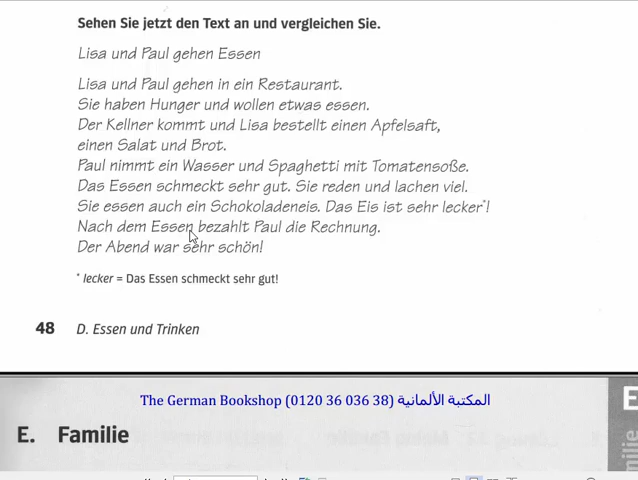 Sehen Sie jetzt den Text an und vergleichen Sie.
Lisa und Paul gehen Essen
Lisa und Paul gehen in ein Restaurant.
Sie haben Hunger und wollen etwas essen.
Der Kellner kommt und Lisa bestellt einen Apfelsaft,
einen Salat und Brot.
Paul nimmt ein Wasser und Spaghetti mit Tomatensoße.
Das Essen schmeckt sehr gut. Sie reden und lachen viel.
Sie essen auch ein Schokoladeneis. Das Eis ist sehr lecker*!
Nach dem Essen bezahlt Paul die Rechnung.
Der Abend war sehr schön!
* lecker = Das Essen schmeckt sehr gut!
48 D. Essen und Trinken
The German Bookshop (0120 36 036 38) المكتبة الألمانية
E
E. Familie